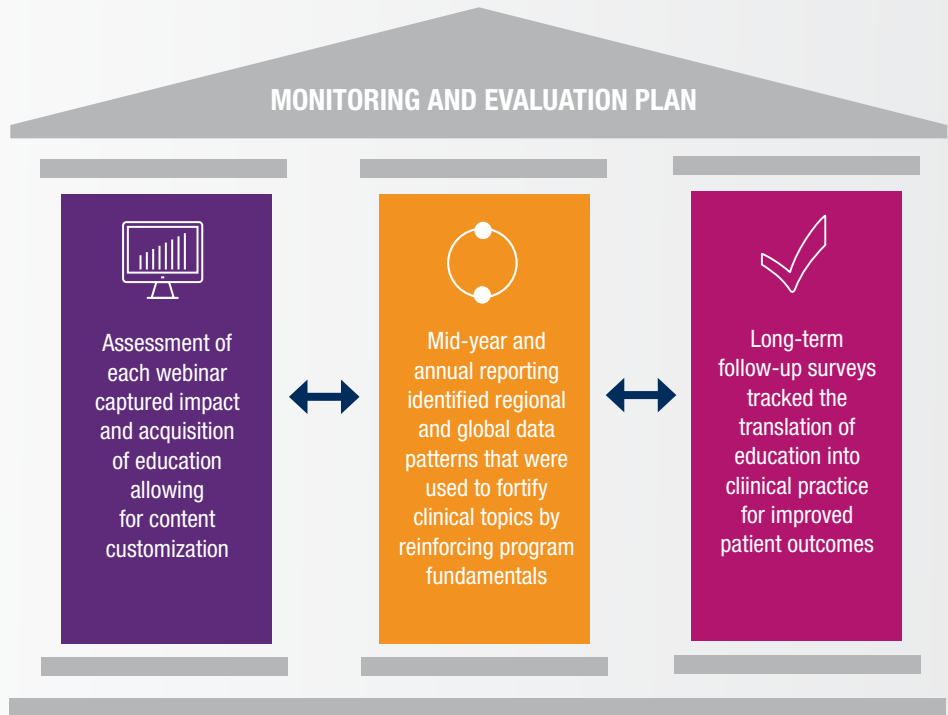 MONITORING AND EVALUATION PLAN
Assessment of
each webinar
captured impact
and acquisition
of education
allowing
for content
customization
Mid-year and
annual reporting
identified regional
and global data
patterns that were
used to fortify
clinical topics by
reinforcing program
fundamentals
Long-term
follow-up surveys
tracked the
translation of
education into
cliinical practice
for improved
patient outcomes